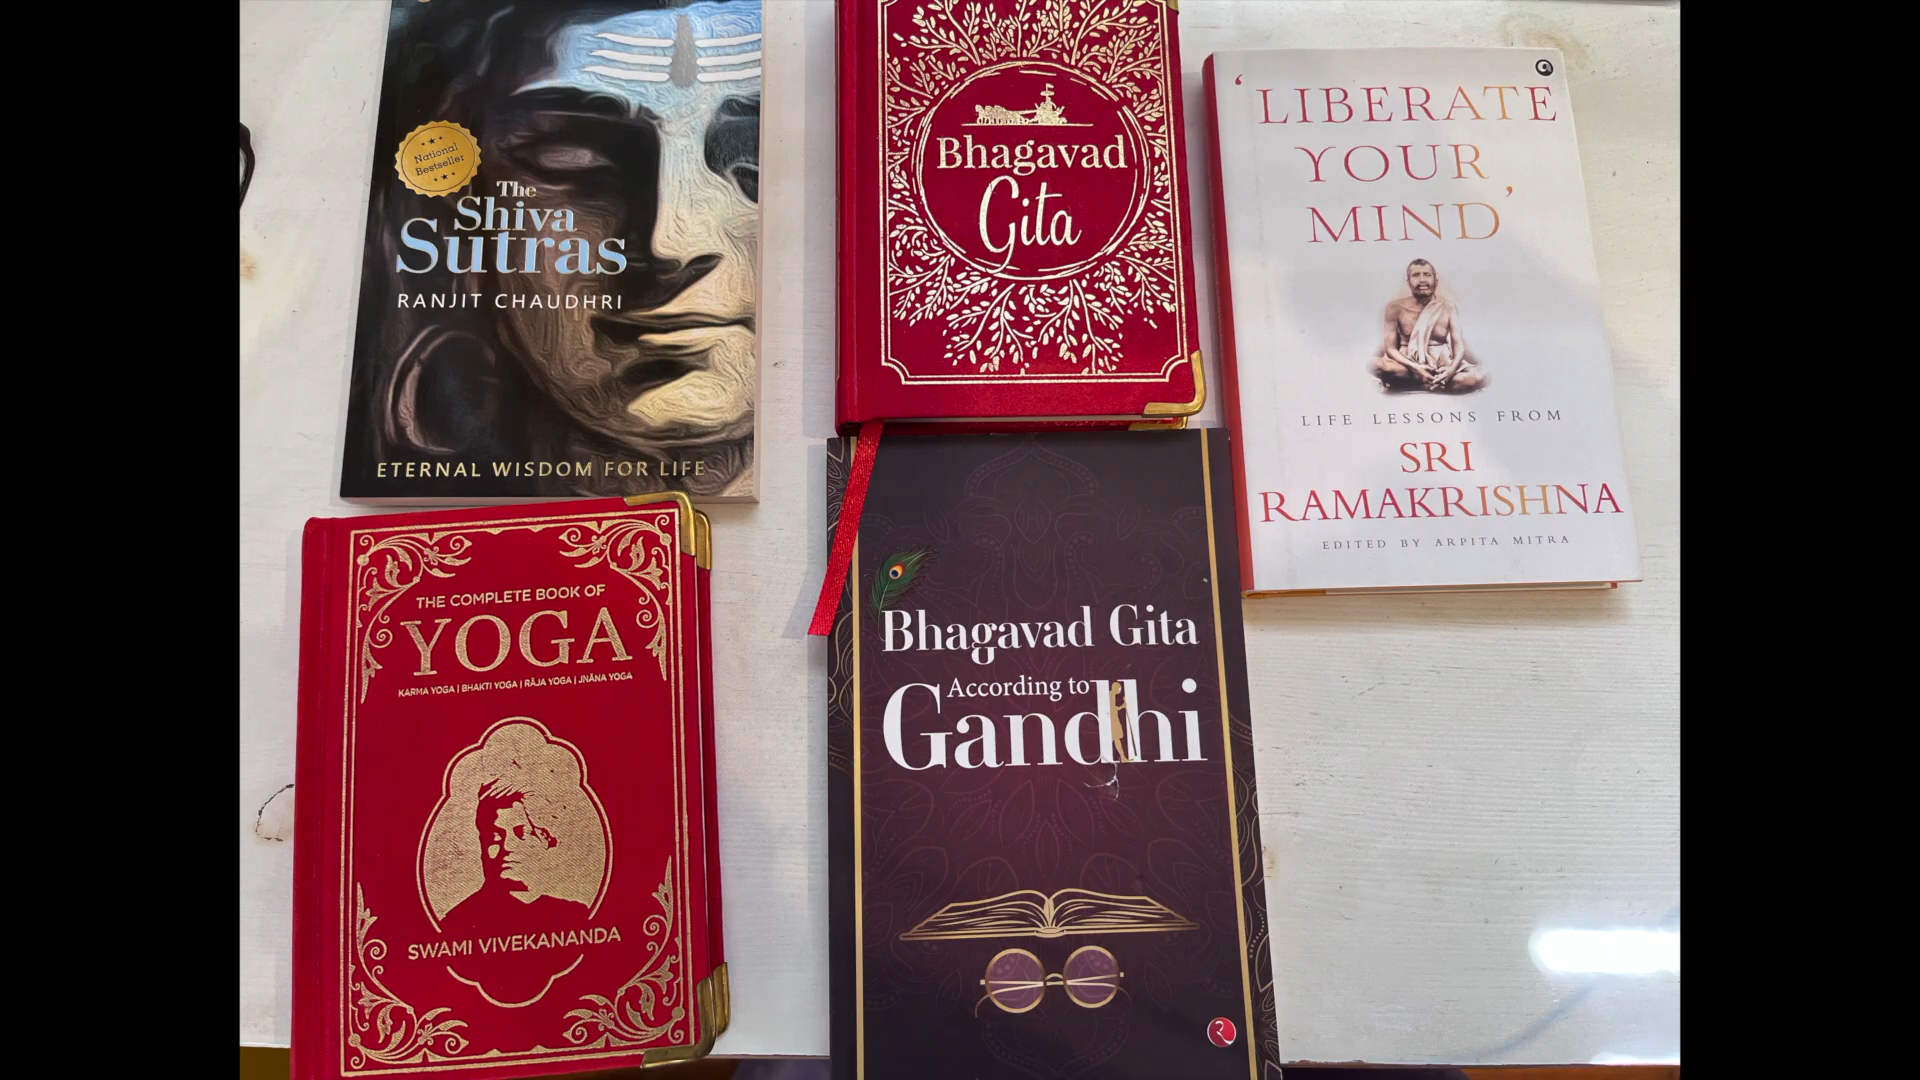 National
Bestseller
The
Shiva
Sutras
RANJIT CHAUDHRI
ETERNAL WISDOM FOR LIFE
Bhagavad
Gita
'LIBERATE
YOUR
MIND'
LIFE LESSONS FROM
SRI
RAMAKRISHNA
EDITED BY ARPITA MITRA
THE COMPLETE BOOK OF
YOGA
KARMA YOGA | BHAKTI YOGA | RĀJA YOGA | JNĀNA YOGA
SWAMI VIVEKANANDA
Bhagavad Gita
According to
Gandhi